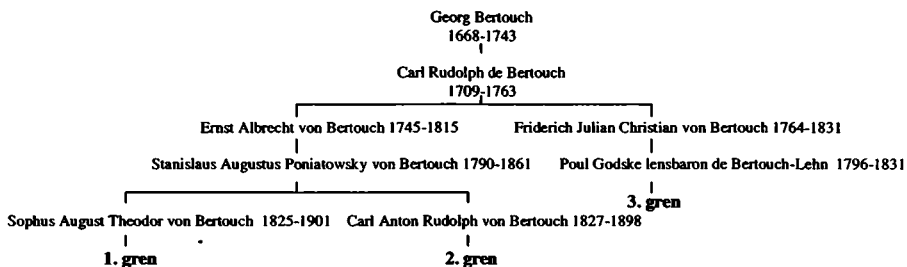 Georg Bertouch
1668-1743
Carl Rudolph de Bertouch
1709-1763
Ernst Albrecht von Bertouch 1745-1815
Friderich Julian Christian von Bertouch 1764-1831
Stanislaus Augustus Poniatowsky von Bertouch 1790-1861
Poul Godske lensbaron de Bertouch-Lehn 1796-1831
3. gren
Sophus August Theodor von Bertouch 1825-1901
Carl Anton Rudolph von Bertouch 1827-1898
1. gren
2. gren